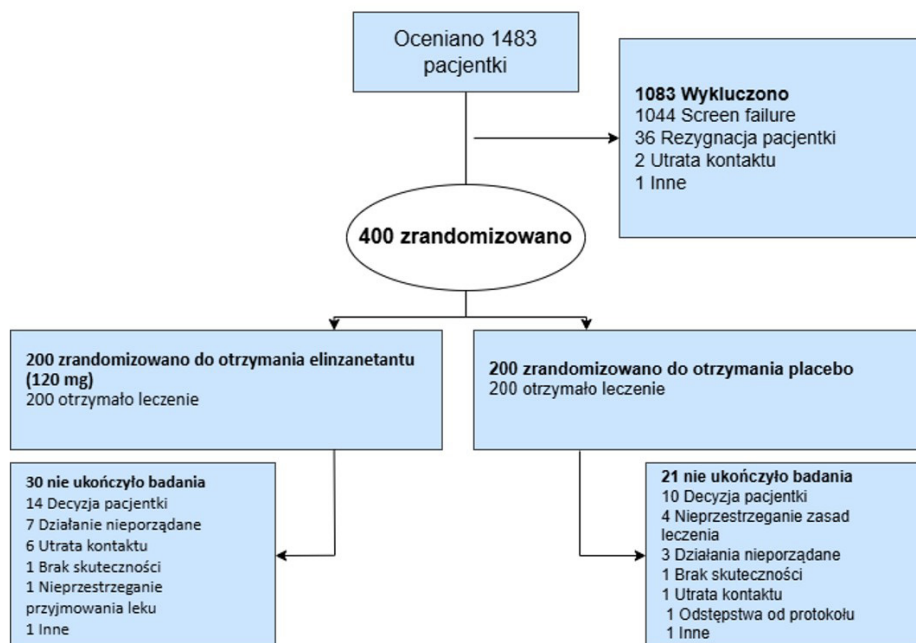 Oceniano 1483
pacjentki
1083 Wykluczono
1044 Screen failure
36 Rezygnacja pacjentki
2 Utrata kontaktu
1 Inne
400 zrandomizowano
200 zrandomizowano do otrzymania elinzanetantu
(120 mg)
200 otrzymało leczenie
200 zrandomizowano do otrzymania placebo
200 otrzymało leczenie
30 nie ukończyło badania
14 Decyzja pacjentki
7 Działanie nieporządane
6 Utrata kontaktu
1 Brak skuteczności
1 Nieprzestrzeganie
przyjmowania leku
1 Inne
21 nie ukończyło badania
10 Decyzja pacjentki
4 Nieprzestrzeganie zasad
leczenia
3 Działania nieporządane
1 Brak skuteczności
1 Utrata kontaktu
1 Odstępstwa od protokołu
1 Inne